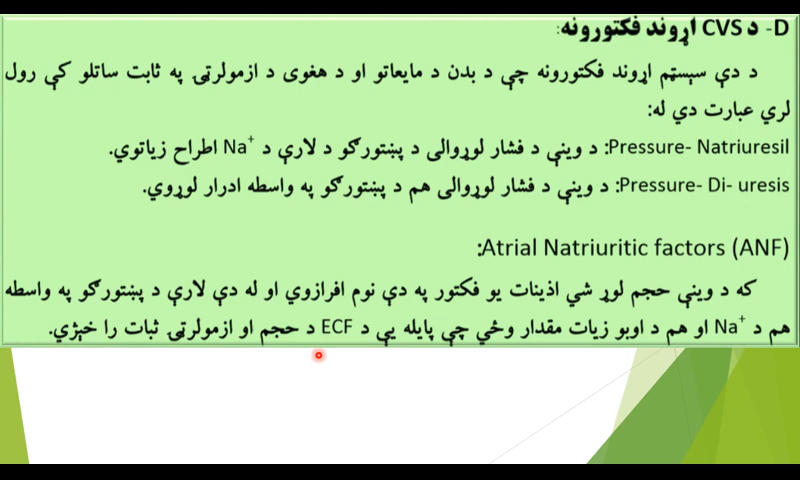 D- د CVS اړوند فکتورونه:
د دې سېسټم اړوند فکتورونه چې د بدن د مایعاتو او د هغوی د ازمولرټۍ په ثابت ساتلو کې رول
لري عبارت دي له:
Pressure- Natriuresil: د وینې د فشار لوړوالی د پښتورګو د لارې د Na+ اطراح زیاتوي.
Pressure- Di- uresis: د وینې د فشار لوړوالی هم د پښتورګو په واسطه ادرار لوړوي.
Atrial Natriuritic factors (ANF):
که د وینې حجم لوړ شي اذینات یو فکتور په دې نوم افرازوي او له دې لارې د پښتورګو په واسطه
هم د Na+ او هم د اوبو زیات مقدار وځي چې پایله یې د ECF د حجم او ازمولرټۍ ثبات را څېژي.